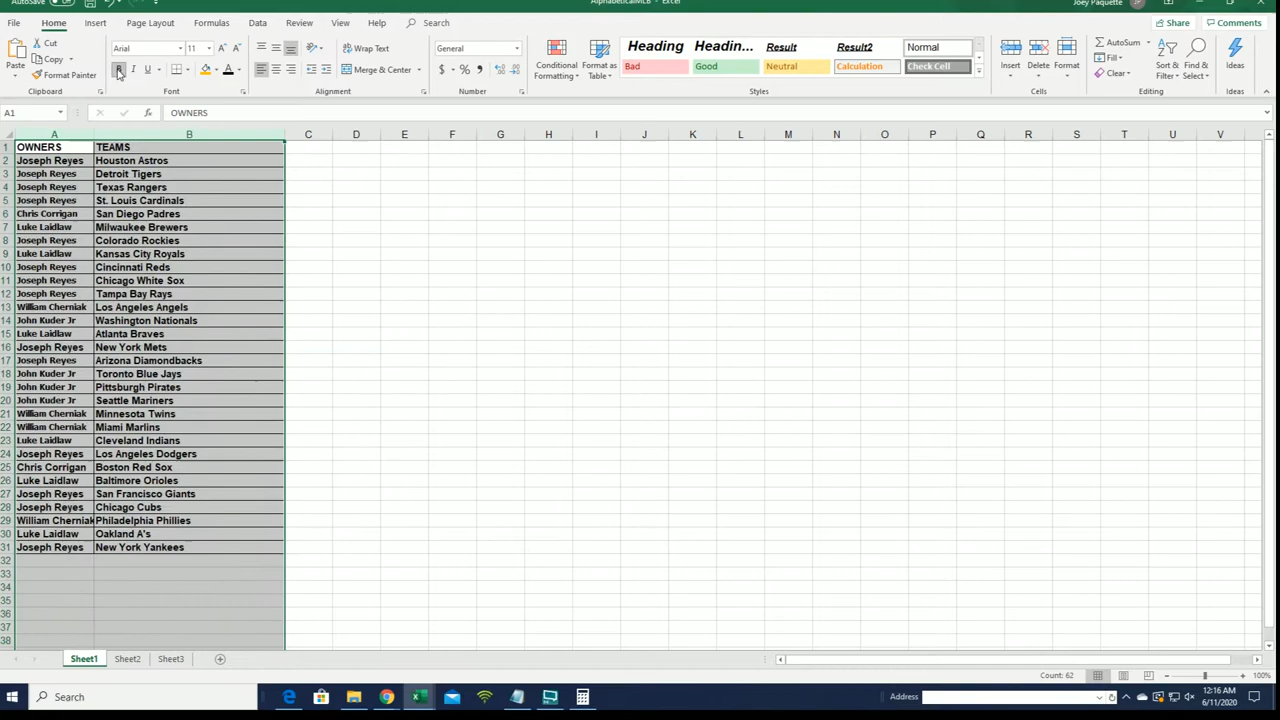 AutoSave Off AlphabeticalMLB - Excel Joey Paquette JP
File Home Insert Page Layout Formulas Data Review View Help Search Share Comments
Paste Cut Copy Format Painter Clipboard
Arial 11 A A B I U A Font
Wrap Text Merge & Center Alignment
General $ % , Number
Conditional Formatting Format as Table
Heading Headin... Result Result2 Normal
Bad Good Neutral Calculation Check Cell
Styles
Insert Delete Format Cells
AutoSum Fill Clear Sort & Filter Find & Select Editing
Ideas Ideas
A1 fx OWNERS
A B C D E F G H I J K L M N O P Q R S T U V
1 OWNERS TEAMS
2 Joseph Reyes Houston Astros
3 Joseph Reyes Detroit Tigers
4 Joseph Reyes Texas Rangers
5 Joseph Reyes St. Louis Cardinals
6 Chris Corrigan San Diego Padres
7 Luke Laidlaw Milwaukee Brewers
8 Joseph Reyes Colorado Rockies
9 Luke Laidlaw Kansas City Royals
10 Joseph Reyes Cincinnati Reds
11 Joseph Reyes Chicago White Sox
12 Joseph Reyes Tampa Bay Rays
13 William Cherniak Los Angeles Angels
14 John Kuder Jr Washington Nationals
15 Luke Laidlaw Atlanta Braves
16 Joseph Reyes New York Mets
17 Joseph Reyes Arizona Diamondbacks
18 John Kuder Jr Toronto Blue Jays
19 John Kuder Jr Pittsburgh Pirates
20 John Kuder Jr Seattle Mariners
21 William Cherniak Minnesota Twins
22 William Cherniak Miami Marlins
23 Luke Laidlaw Cleveland Indians
24 Joseph Reyes Los Angeles Dodgers
25 Chris Corrigan Boston Red Sox
26 Luke Laidlaw Baltimore Orioles
27 Joseph Reyes San Francisco Giants
28 Joseph Reyes Chicago Cubs
29 William Cherniak Philadelphia Phillies
30 Luke Laidlaw Oakland A's
31 Joseph Reyes New York Yankees
32
33
34
35
36
37
38
Sheet1 Sheet2 Sheet3
Count: 62 100%
Search Address 12:16 AM
6/11/2020